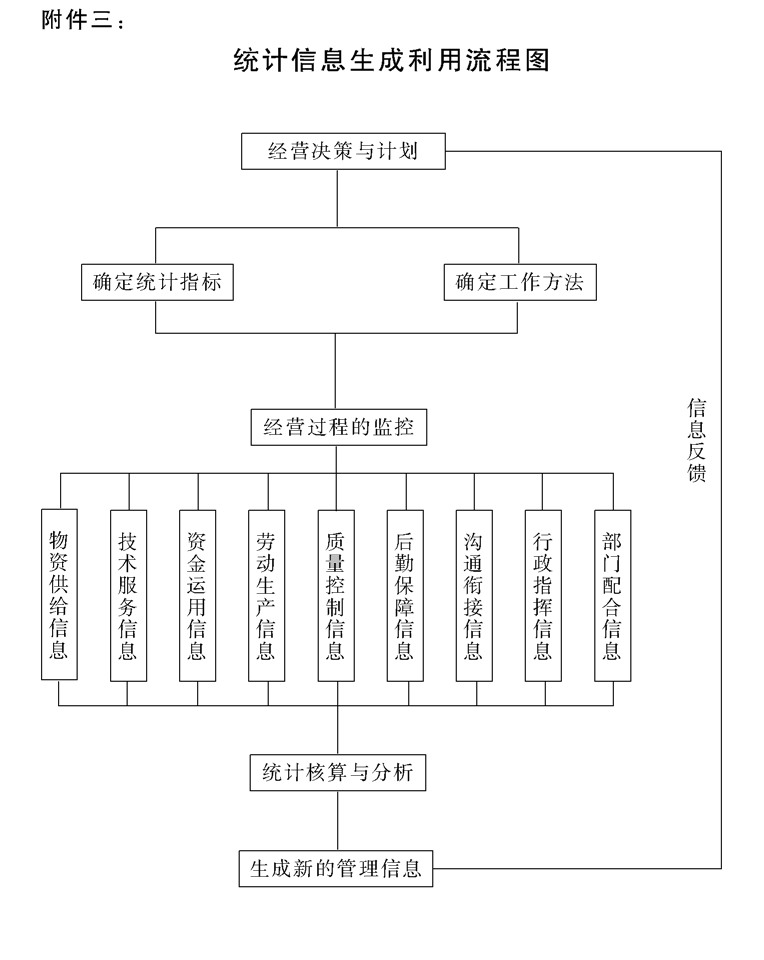 附件三：
统计信息生成利用流程图
经营决策与计划
确定统计指标
确定工作方法
经营过程的监控
信息反馈
物资供给信息
技术服务信息
资金运用信息
劳动生产信息
质量控制信息
后勤保障信息
沟通衔接信息
行政指挥信息
部门配合信息
统计核算与分析
生成新的管理信息